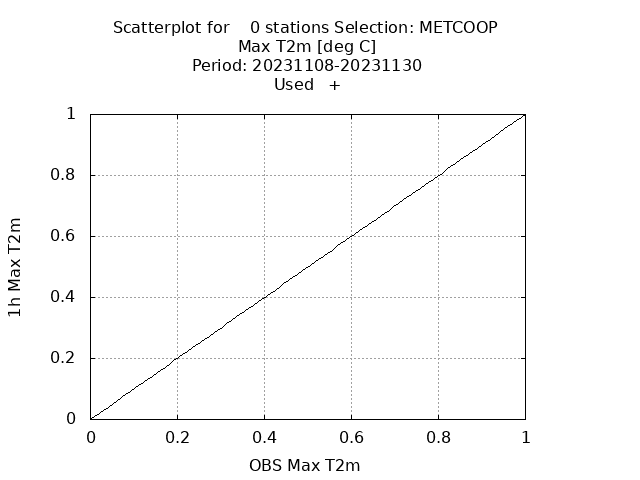 Scatterplot for    0 stations Selection: METCOOP
Max T2m [deg C]
Period: 20231108-20231130
Used   +
1
0.8
0.6
0.4
0.2
0
1h Max T2m
0 0.2 0.4 0.6 0.8 1
OBS Max T2m